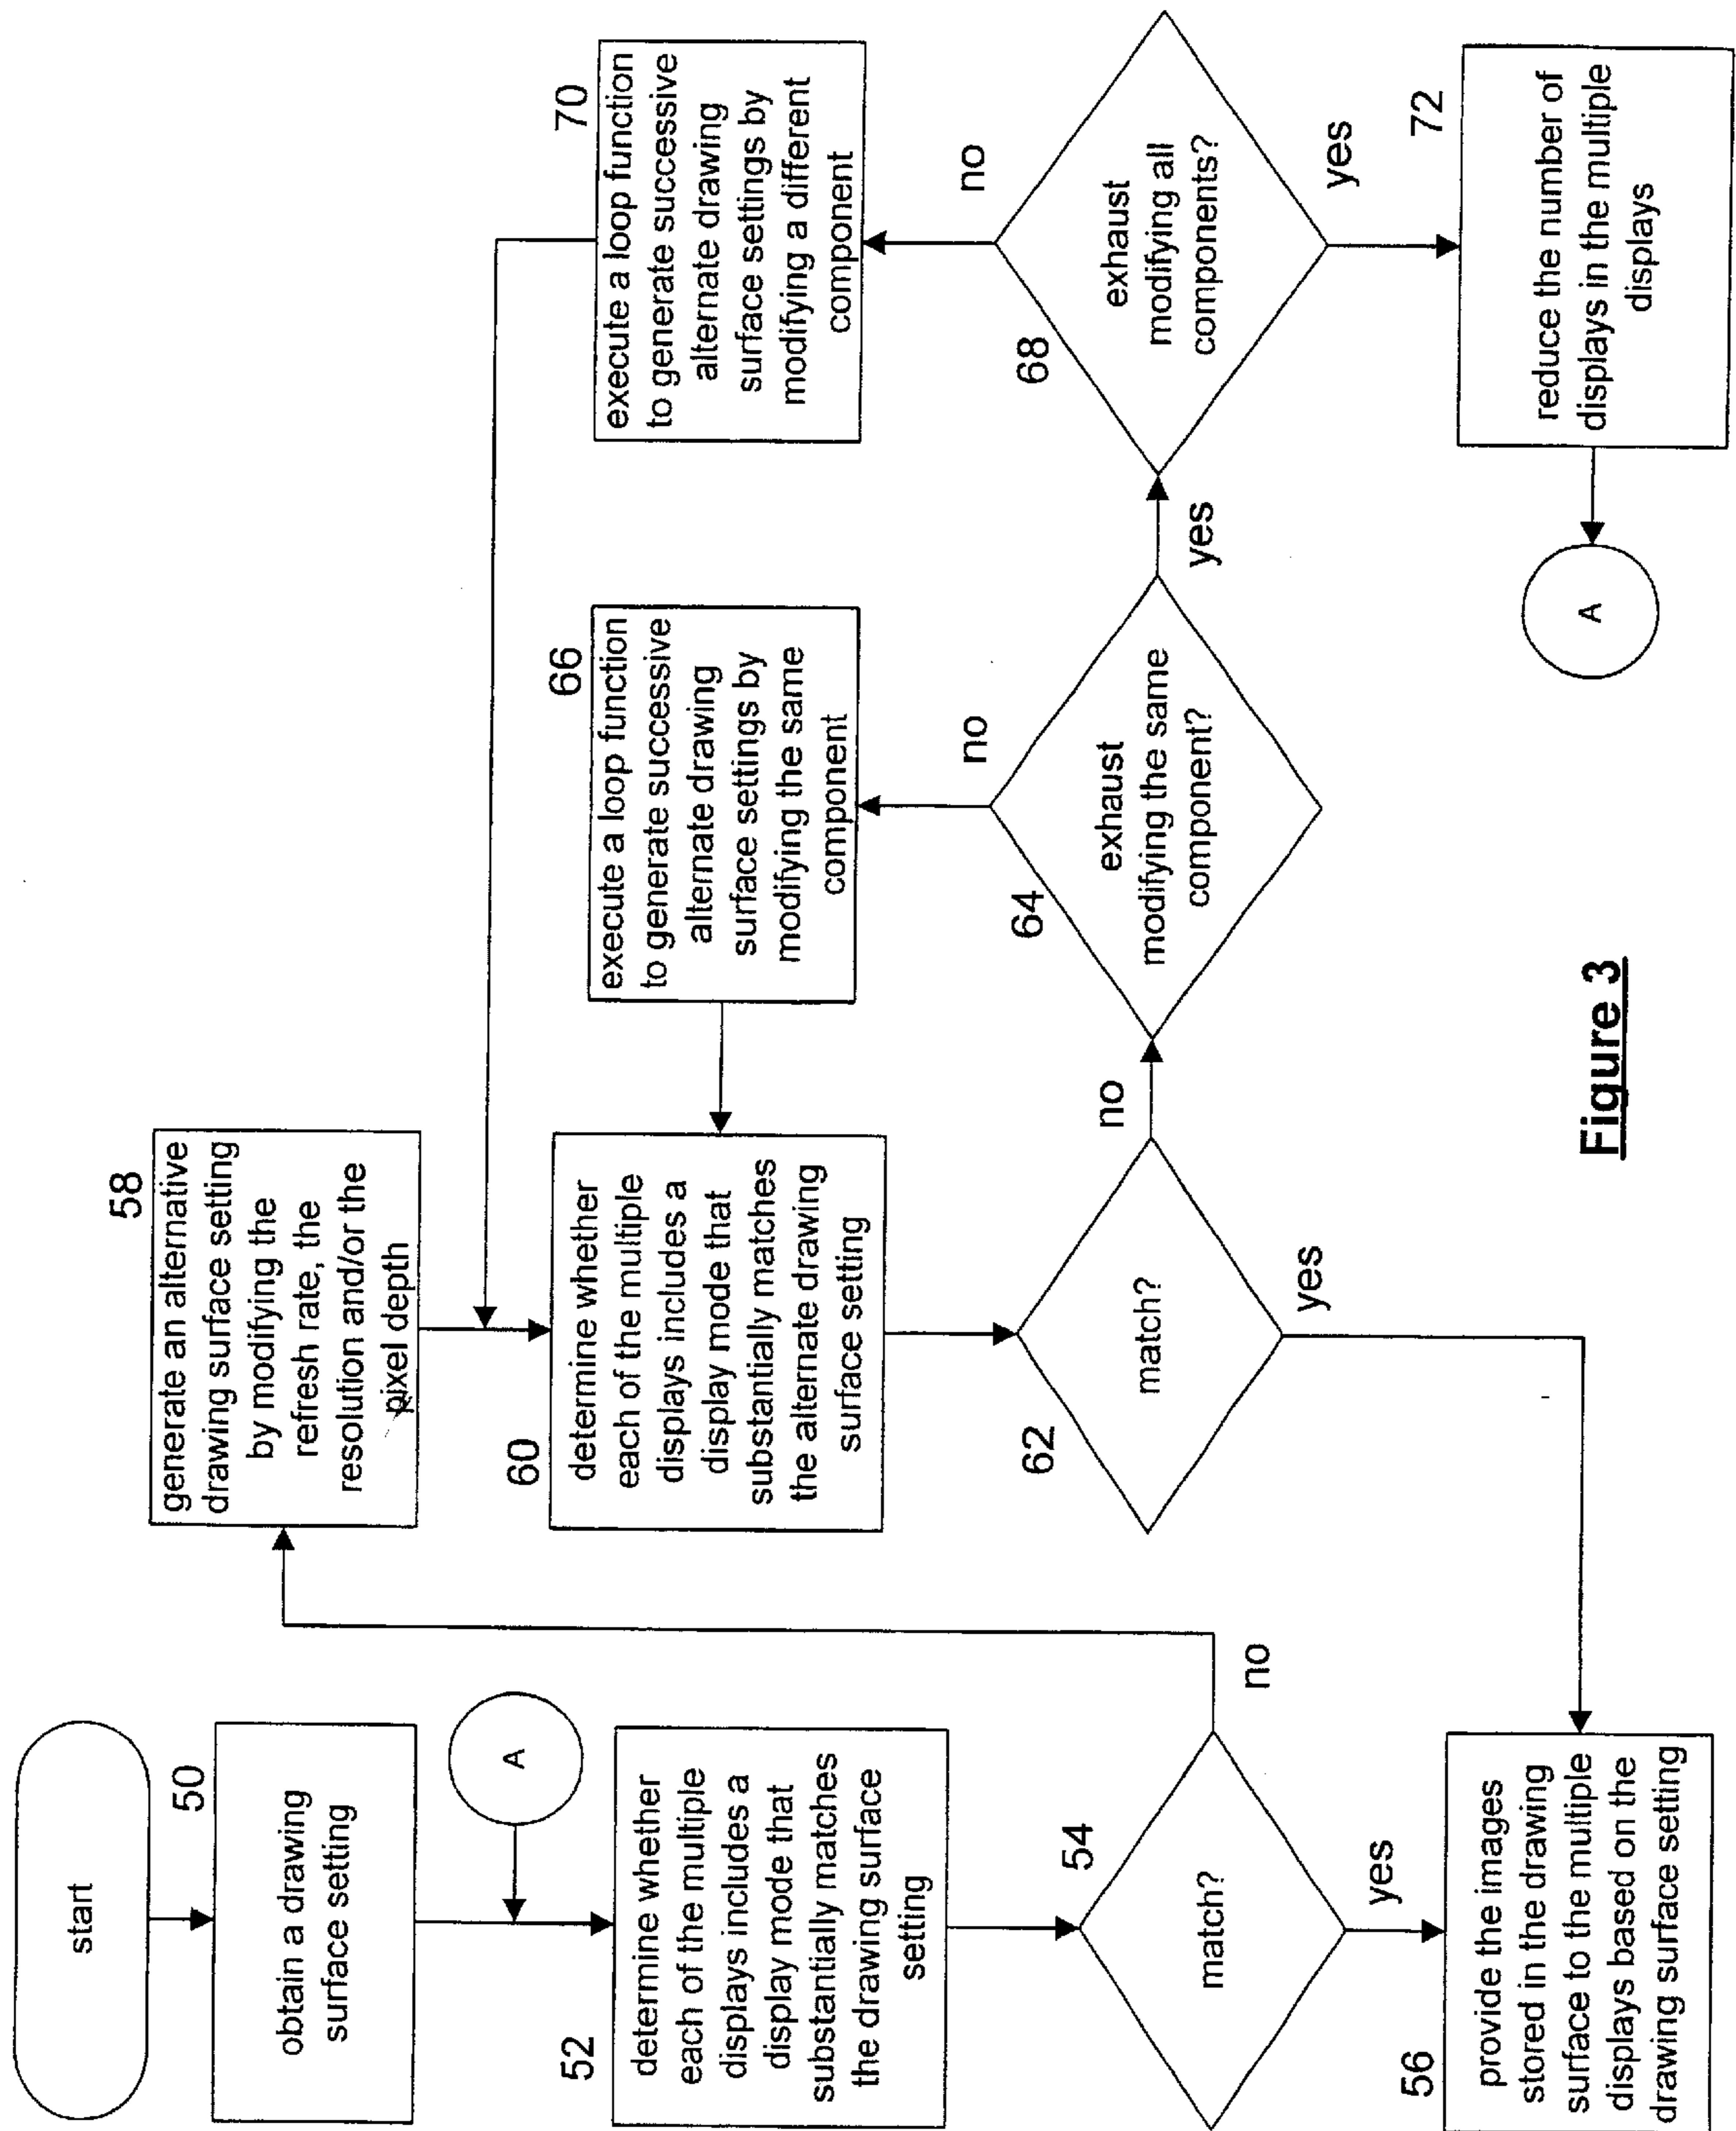 start
50
obtain a drawing
surface setting
A
52
determine whether
each of the multiple
displays includes a
display mode that
substantially matches
the drawing surface
setting
54
match?
no
yes
56
provide the images
stored in the drawing
surface to the multiple
displays based on the
drawing surface setting
58
generate an alternative
drawing surface setting
by modifying the
refresh rate, the
resolution and/or the
pixel depth
60
determine whether
each of the multiple
displays includes a
display mode that
substantially matches
the alternate drawing
surface setting
62
match?
no
yes
66
execute a loop function
to generate successive
alternate drawing
surface settings by
modifying the same
component
no
64
exhaust
modifying the same
component?
yes
70
execute a loop function
to generate successive
alternate drawing
surface settings by
modifying a different
component
no
68
exhaust
modifying all
components?
yes
72
reduce the number of
displays in the multiple
displays
A
Figure 3